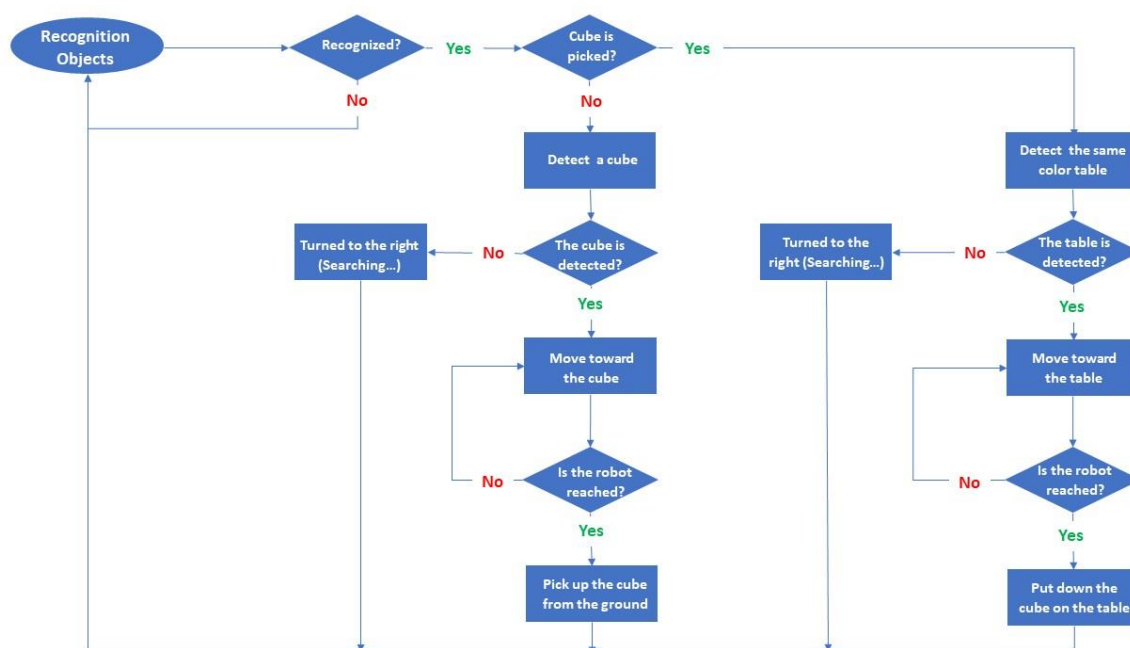 Recognition
Objects
Recognized?
Yes
Cube is
picked?
Yes
No
No
Detect  a cube
Detect  the same
color table
Turned to the right
(Searching...)
No
The cube is
detected?
Turned to the
right (Searching...)
No
The table is
detected?
Yes
Yes
Move toward
the cube
Move toward
the table
No
Is the robot
reached?
No
Is the robot
reached?
Yes
Yes
Pick up the cube
from the ground
Put down the
cube on the table